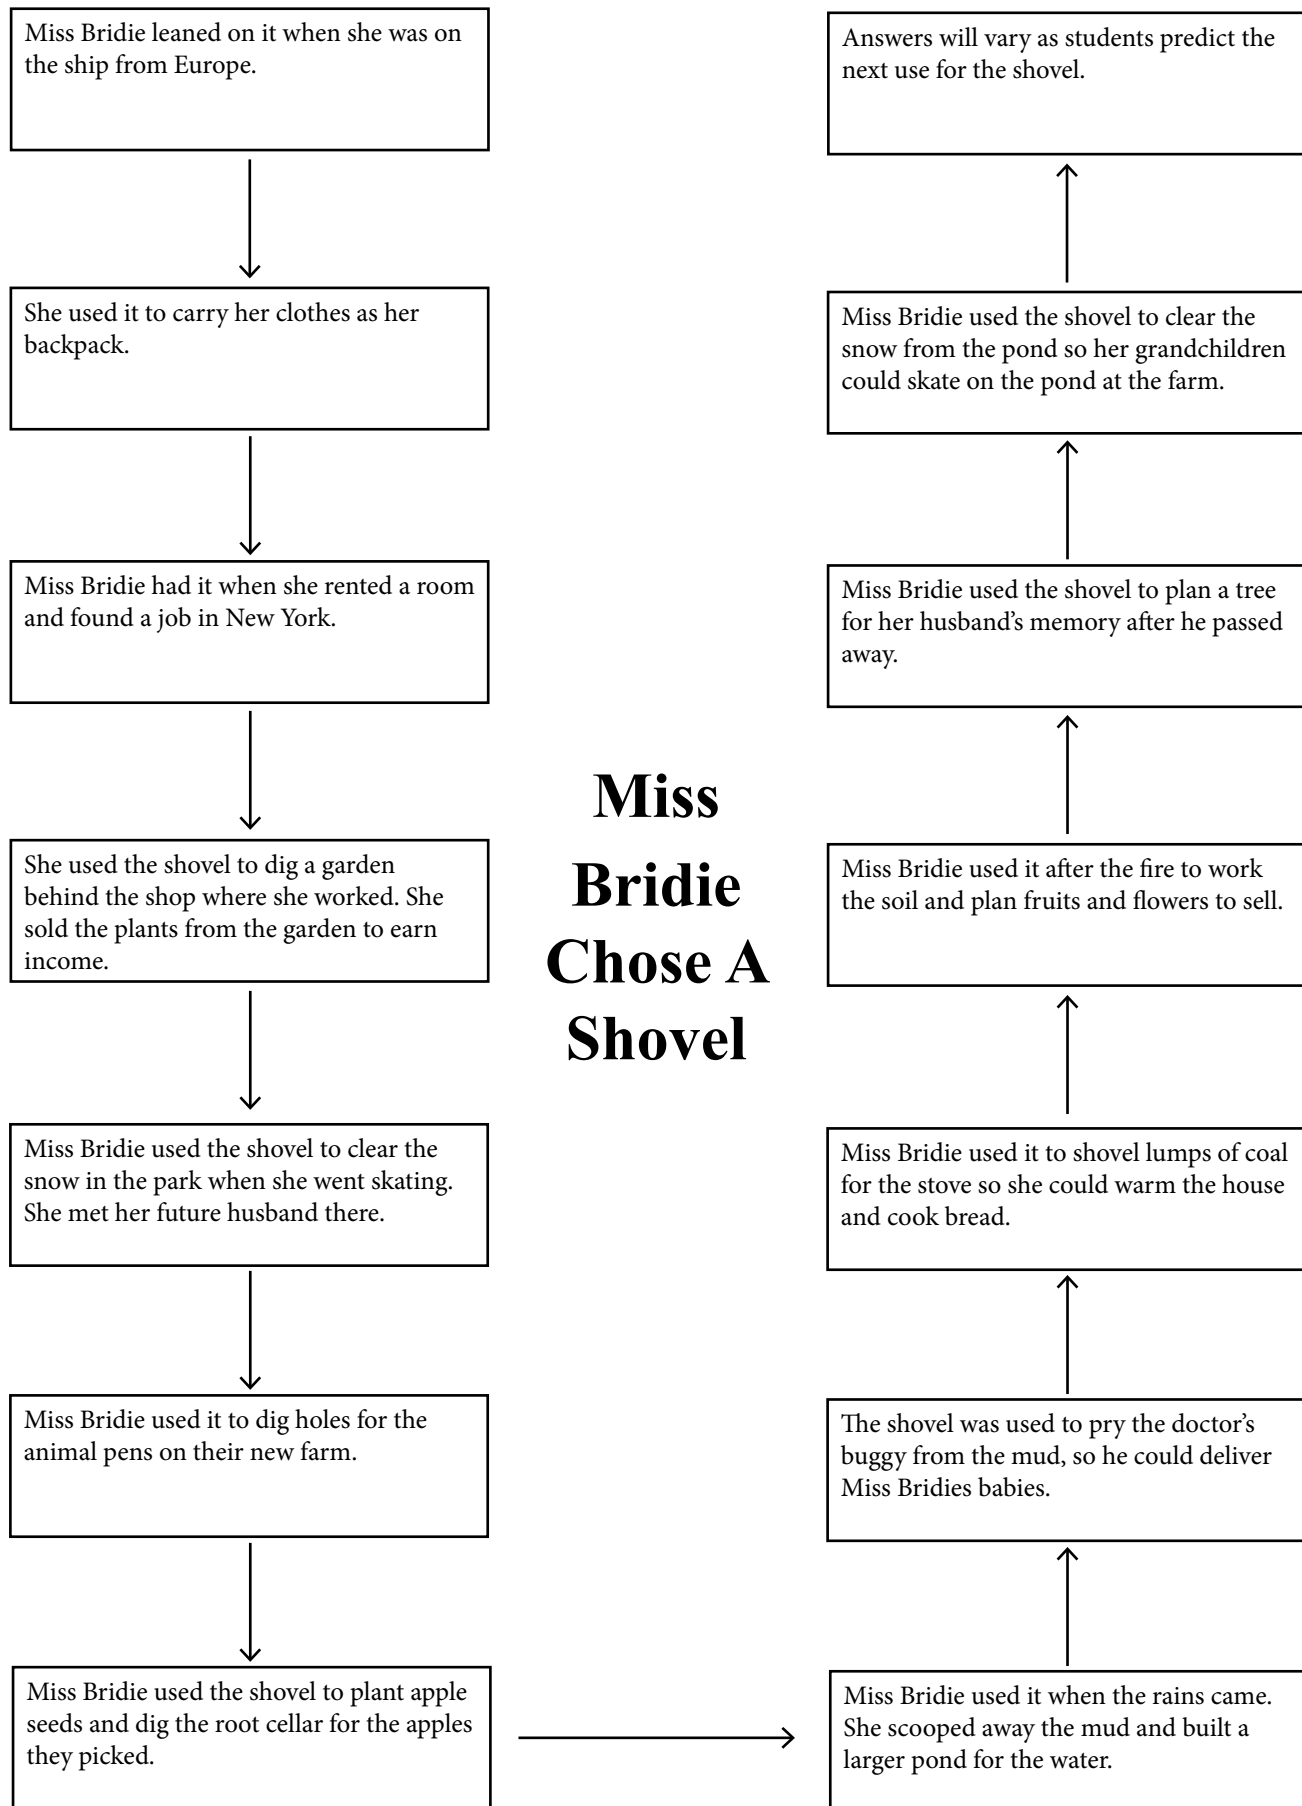 Miss Bridie leaned on it when she was on
the ship from Europe.
She used it to carry her clothes as her
backpack.
Miss Bridie had it when she rented a room
and found a job in New York.
She used the shovel to dig a garden
behind the shop where she worked. She
sold the plants from the garden to earn
income.
Miss Bridie used the shovel to clear the
snow in the park when she went skating.
She met her future husband there.
Miss Bridie used it to dig holes for the
animal pens on their new farm.
Miss Bridie used the shovel to plant apple
seeds and dig the root cellar for the apples
they picked.
Miss
Bridie
Chose A
Shovel
Miss Bridie used it when the rains came.
She scooped away the mud and built a
larger pond for the water.
The shovel was used to pry the doctor’s
buggy from the mud, so he could deliver
Miss Bridies babies.
Miss Bridie used it to shovel lumps of coal
for the stove so she could warm the house
and cook bread.
Miss Bridie used it after the fire to work
the soil and plan fruits and flowers to sell.
Miss Bridie used the shovel to plan a tree
for her husband’s memory after he passed
away.
Miss Bridie used the shovel to clear the
snow from the pond so her grandchildren
could skate on the pond at the farm.
Answers will vary as students predict the
next use for the shovel.